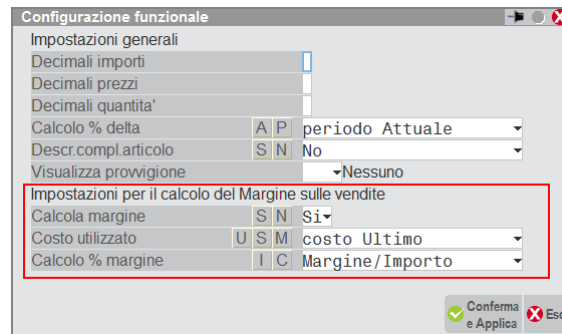 Configurazione funzionale
Impostazioni generali
Decimali importi
Decimali prezzi
Decimali quantita'
Calcolo % delta A P periodo Attuale
Descr.compl.articolo S N No
Visualizza provvigione Nessuno
Impostazioni per il calcolo del Margine sulle vendite
Calcola margine S N Si
Costo utilizzato U S M costo Ultimo
Calcolo % margine I C Margine/Importo
Conferma
e Applica